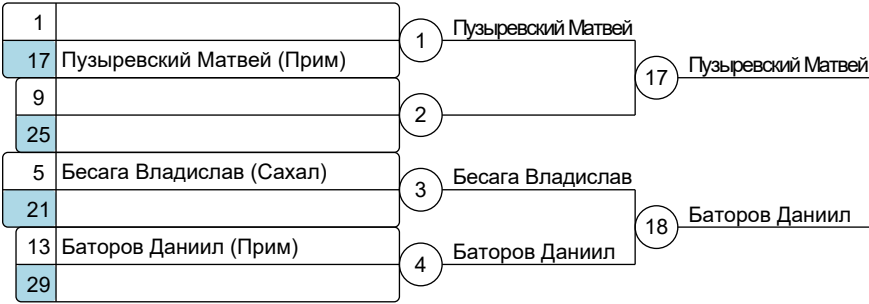 1
17 Пузыревский Матвей (Прим)
1
Пузыревский Матвей
9
25
2
17
Пузыревский Матвей
5 Бесага Владислав (Сахал)
21
3
Бесага Владислав
13 Баторов Даниил (Прим)
29
4
Баторов Даниил
18
Баторов Даниил